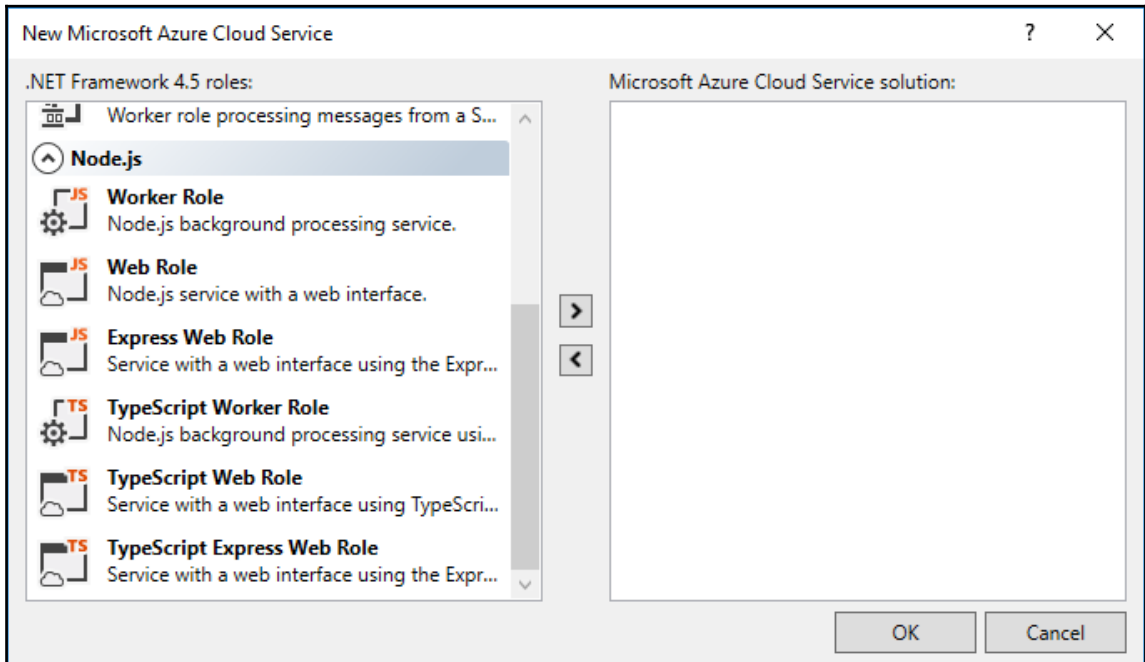 New Microsoft Azure Cloud Service
?
.NET Framework 4.5 roles:
Microsoft Azure Cloud Service solution:
Worker role processing messages from a S...
Node.js
JS
Worker Role
Node.js background processing service.
JS
Web Role
Node.js service with a web interface.
JS
Express Web Role
Service with a web interface using the Expr...
TS
TypeScript Worker Role
Node.js background processing service usi...
TS
TypeScript Web Role
Service with a web interface using TypeScri...
TS
TypeScript Express Web Role
Service with a web interface using the Expr...
OK
Cancel